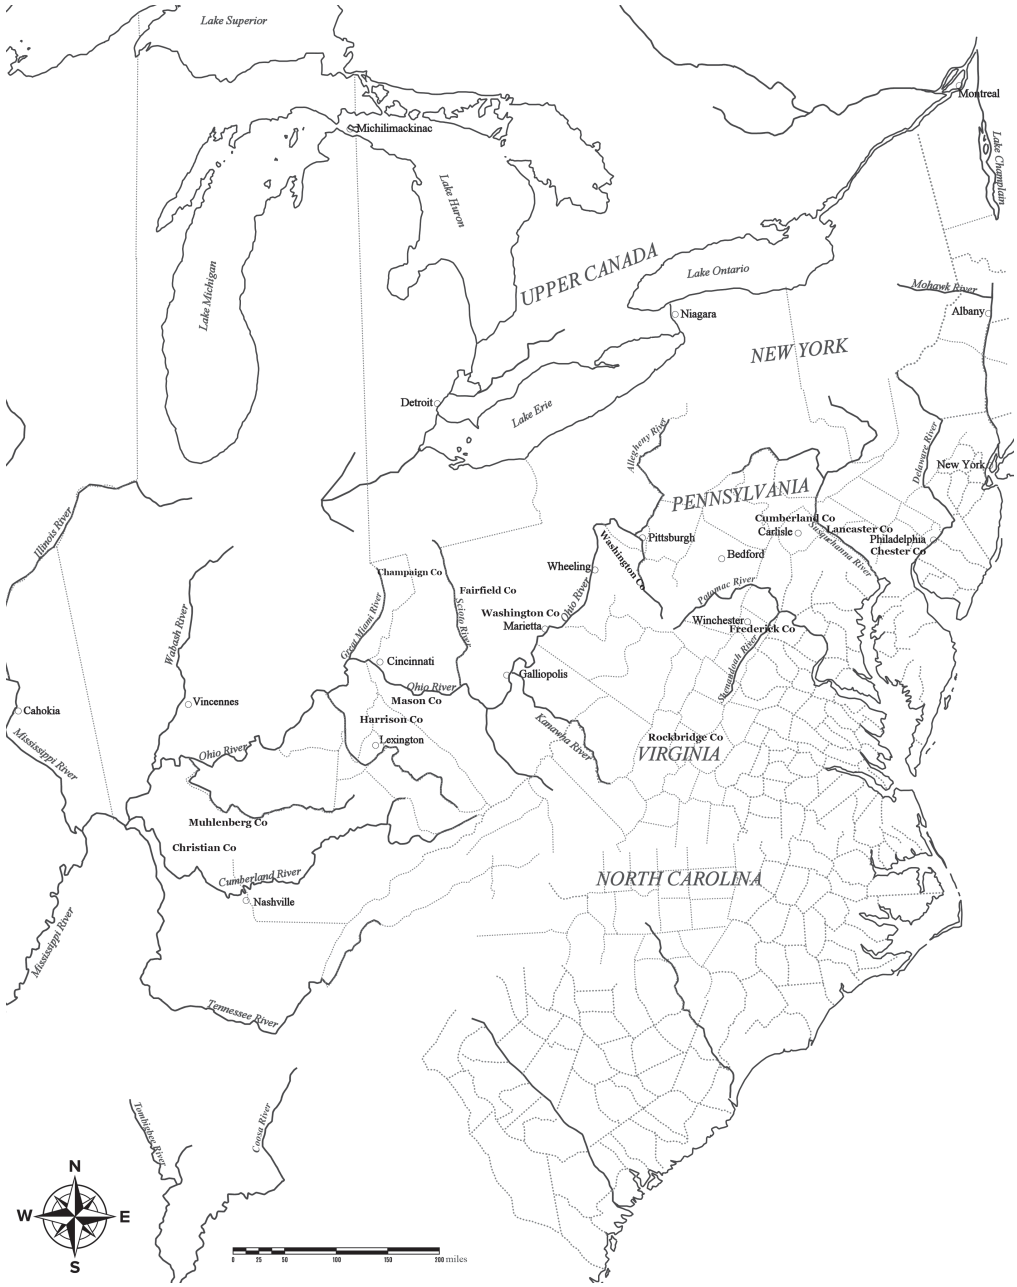 Lake Superior
Montreal
Michilimackinac
Lake Champlain
Lake Huron
UPPER CANADA
Lake Michigan
Lake Ontario
Mohawk River
Niagara
Albany
NEW YORK
Detroit
Lake Erie
Allegheny River
Delaware River
New York
PENNSYLVANIA
Illinois River
Cumberland Co
Carlisle
Lancaster Co
Susquehanna River
Philadelphia
Chester Co
Pittsburgh
Washington Co
Bedford
Wheeling
Champaign Co
Fairfield Co
Potomac River
Ohio River
Washington Co
Marietta
Scioto River
Great Miami River
Wabash River
Winchester
Frederick Co
Shenandoah River
Cincinnati
Galliopolis
Ohio River
Mason Co
Vincennes
Cahokia
Harrison Co
Lexington
Kanawha River
Rockbridge Co
VIRGINIA
Ohio River
Mississippi River
Muhlenberg Co
Christian Co
Cumberland River
NORTH CAROLINA
Nashville
Mississippi River
Tennessee River
Tombigbee River
Coosa River
N
W
E
S
0 25 50 100 150 200 miles